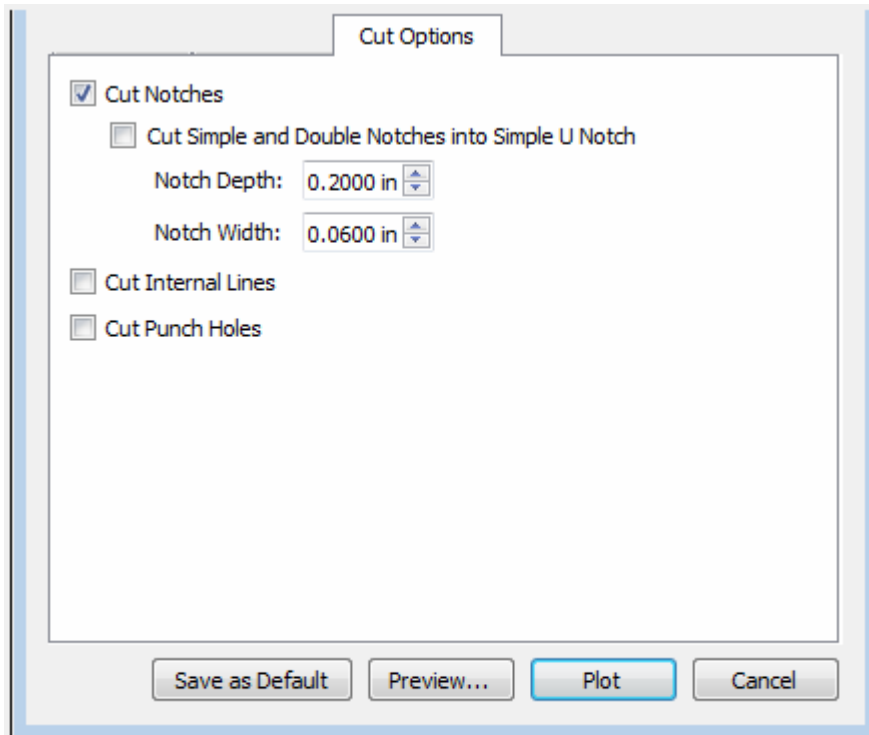 Cut Options
Cut Notches
Cut Simple and Double Notches into Simple U Notch
Notch Depth: 0.2000 in
Notch Width: 0.0600 in
Cut Internal Lines
Cut Punch Holes
Save as Default Preview... Plot Cancel